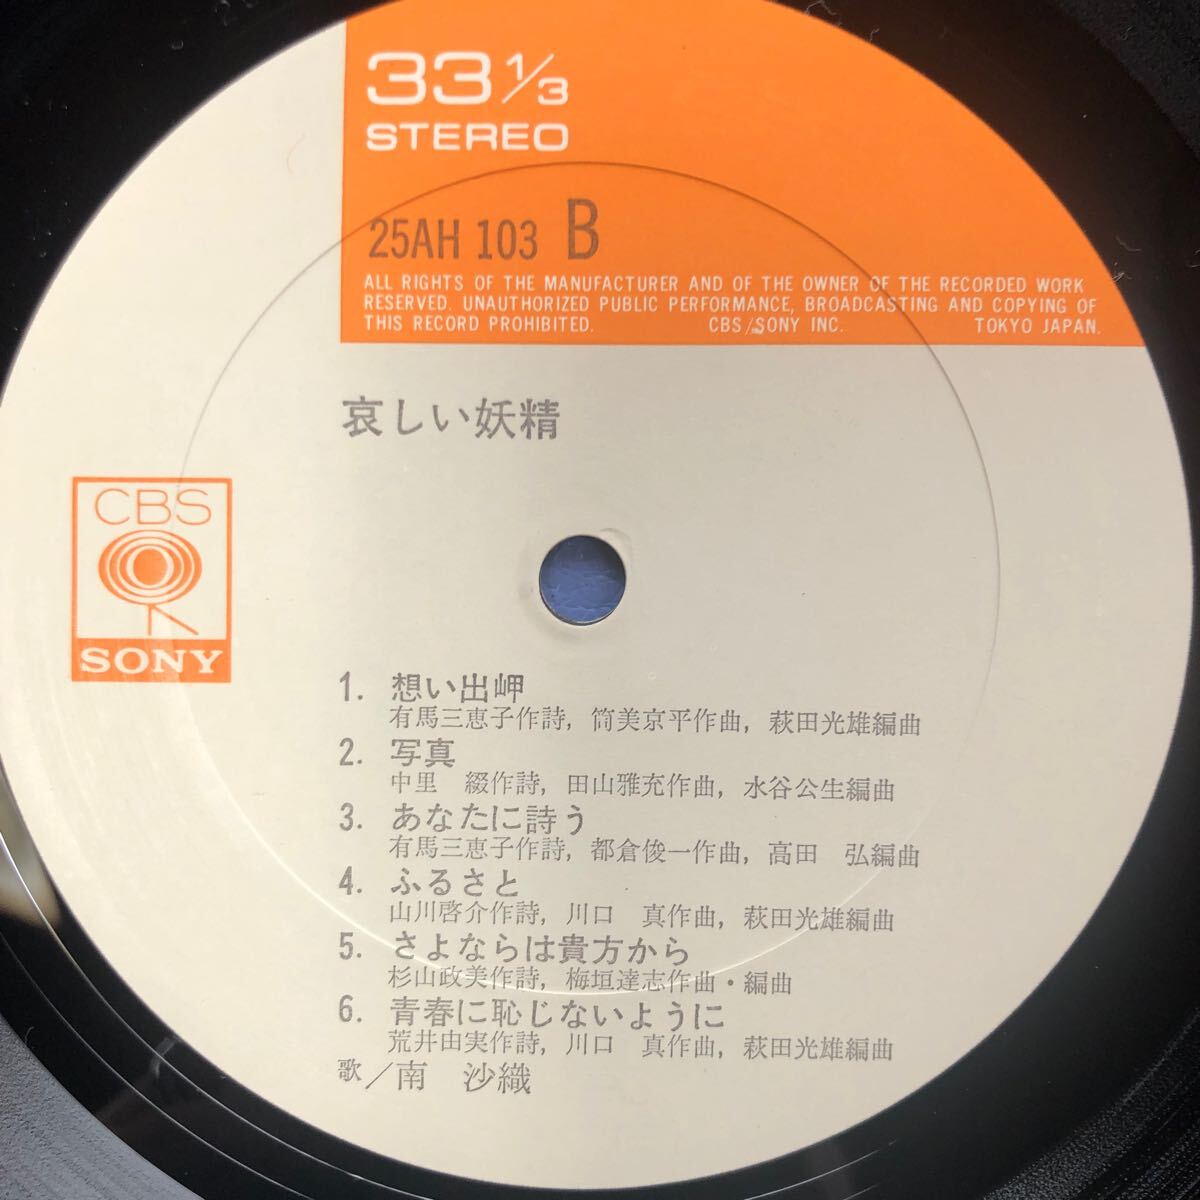 33 1/3
STEREO
25AH 103 B
ALL RIGHTS OF THE MANUFACTURER AND OF THE OWNER OF THE RECORDED WORK
RESERVED. UNAUTHORIZED PUBLIC PERFORMANCE, BROADCASTING AND COPYING OF
THIS RECORD PROHIBITED. CBS/SONY INC. TOKYO JAPAN.
哀しい妖精
CBS
SONY
1. 想い出岬
有馬三恵子作詩, 筒美京平作曲, 萩田光雄編曲
2. 写真
中里 綴作詩, 田山雅充作曲, 水谷公生編曲
3. あなたに詩う
有馬三恵子作詩, 都倉俊一作曲, 高田 弘編曲
4. ふるさと
山川啓介作詩, 川口 真作曲, 萩田光雄編曲
5. さよならは貴方から
杉山政美作詩, 梅垣達志作曲・編曲
6. 青春に恥じないように
荒井由実作詩, 川口 真作曲, 萩田光雄編曲
歌／南 沙織